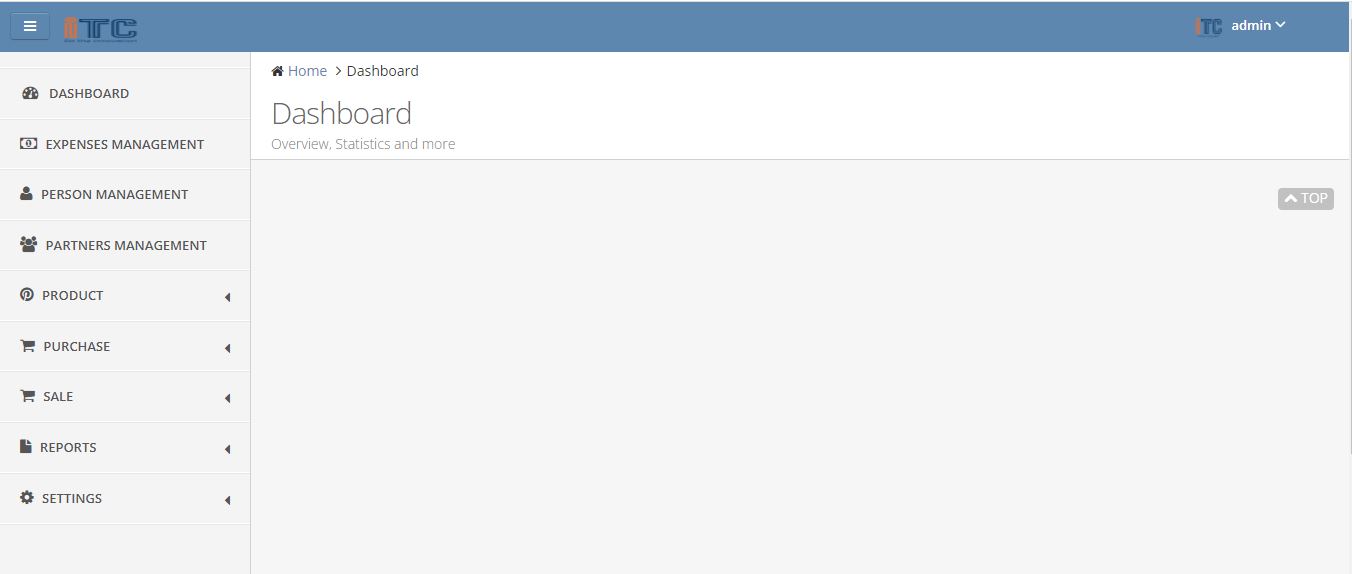 ITC
ITC admin
Home > Dashboard
Dashboard
Overview, Statistics and more
TOP
DASHBOARD
EXPENSES MANAGEMENT
PERSON MANAGEMENT
PARTNERS MANAGEMENT
PRODUCT
PURCHASE
SALE
REPORTS
SETTINGS